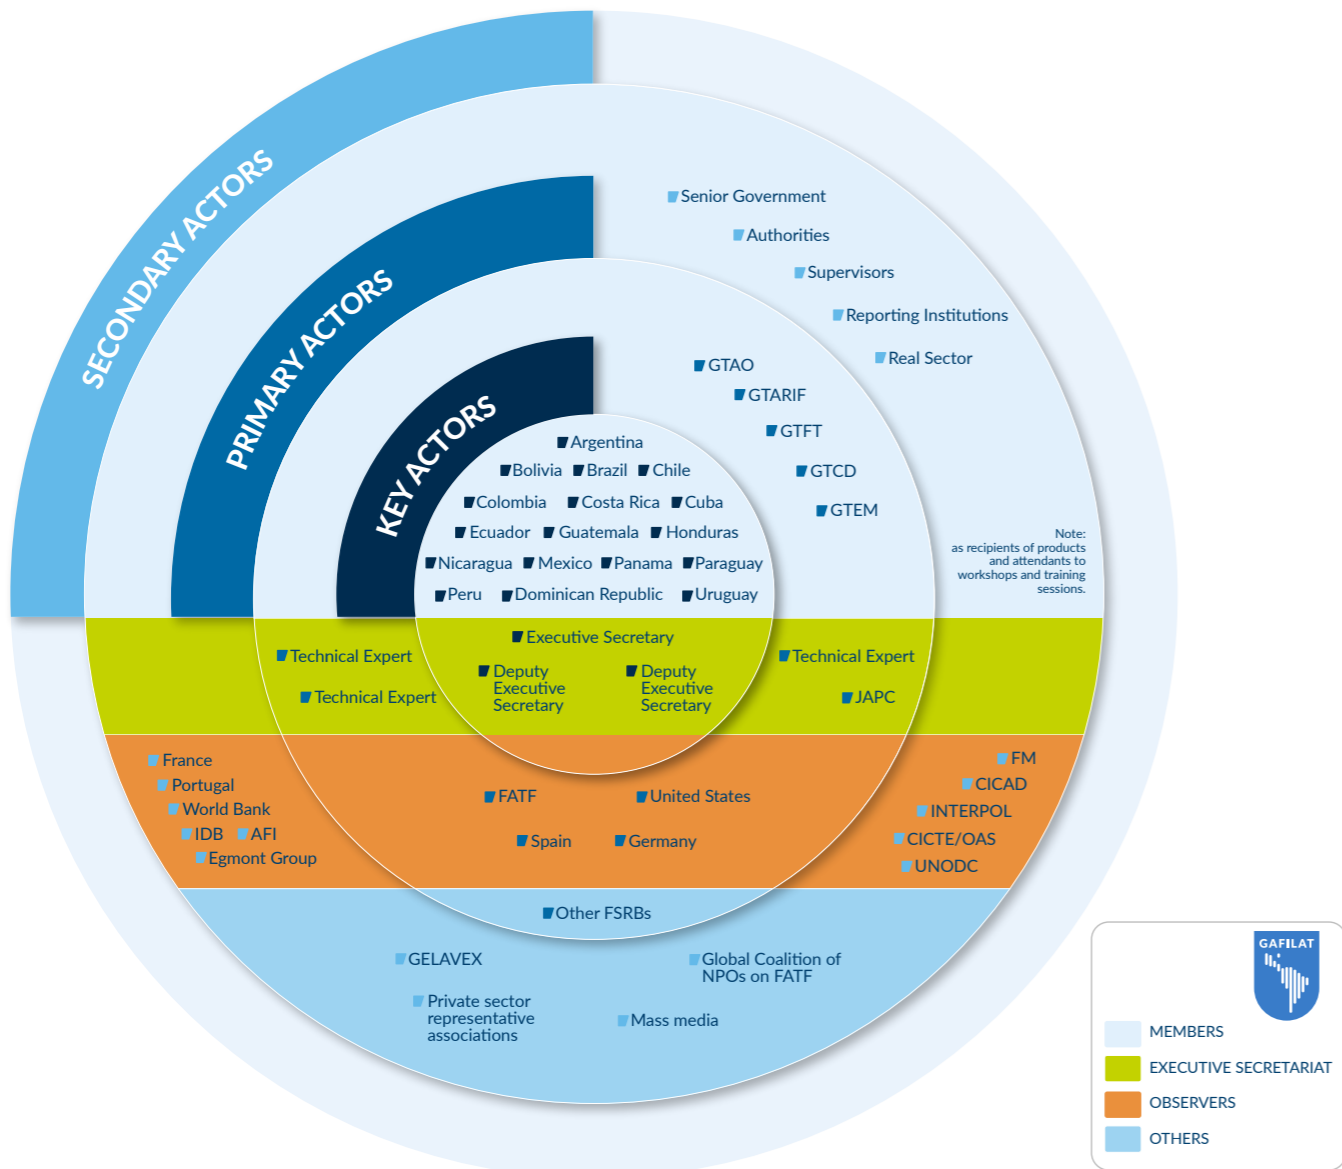 SECONDARY ACTORS
PRIMARY ACTORS
KEY ACTORS
Senior Government
Authorities
Supervisors
Reporting Institutions
Real Sector
GTAO
GTARIF
GTFT
GTCD
GTEM
Note:
as recipients of products
and attendants to
workshops and training
sessions.
Argentina
Bolivia Brazil Chile
Colombia Costa Rica Cuba
Ecuador Guatemala Honduras
Nicaragua Mexico Panama Paraguay
Peru Dominican Republic Uruguay
Executive Secretary
Deputy
Executive
Secretary
Deputy
Executive
Secretary
Technical Expert
Technical Expert
Technical Expert
JAPC
France
Portugal
World Bank
IDB AFI
Egmont Group
FATF United States
Spain Germany
FM
CICAD
INTERPOL
CICTE/OAS
UNODC
Other FSRBs
GELAVEX
Private sector
representative
associations
Global Coalition of
NPOs on FATF
Mass media
GAFILAT
MEMBERS
EXECUTIVE SECRETARIAT
OBSERVERS
OTHERS